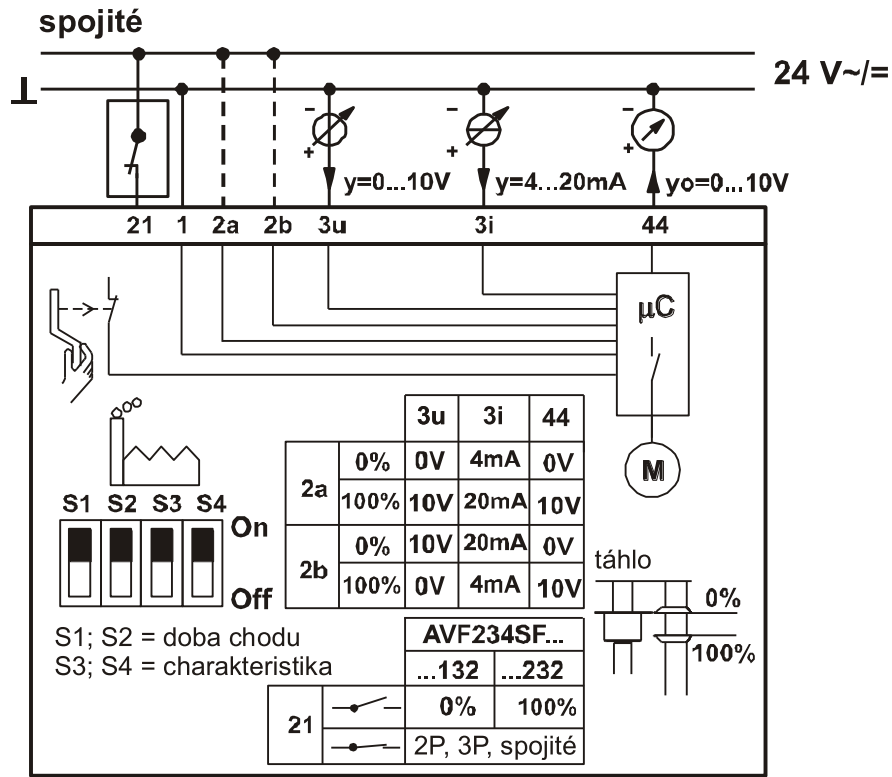 spojité
24 V~/=
⊥
− − −
+ + +
y=0...10V y=4...20mA yo=0...10V
21 1 2a 2b 3u 3i 44
µC
M
3u 3i 44
2a 0% 0V 4mA 0V
100% 10V 20mA 10V
2b 0% 10V 20mA 0V
100% 0V 4mA 10V
S1 S2 S3 S4
On
Off
S1; S2 = doba chodu
S3; S4 = charakteristika
táhlo
0%
100%
AVF234SF...
...132 ...232
21 0% 100%
2P, 3P, spojité